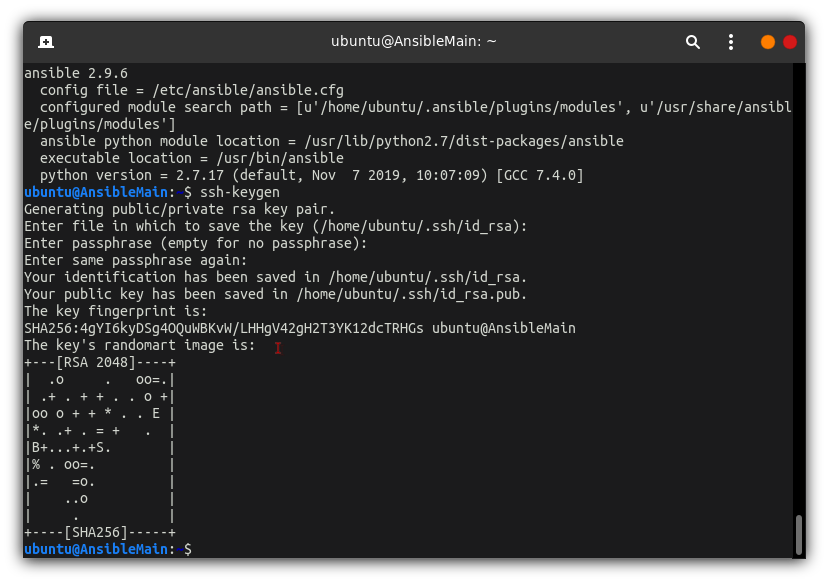 ubuntu@AnsibleMain: ~
ansible 2.9.6
  config file = /etc/ansible/ansible.cfg
  configured module search path = [u'/home/ubuntu/.ansible/plugins/modules', u'/usr/share/ansibl
e/plugins/modules']
  ansible python module location = /usr/lib/python2.7/dist-packages/ansible
  executable location = /usr/bin/ansible
  python version = 2.7.17 (default, Nov  7 2019, 10:07:09) [GCC 7.4.0]
ubuntu@AnsibleMain:~$ ssh-keygen
Generating public/private rsa key pair.
Enter file in which to save the key (/home/ubuntu/.ssh/id_rsa):
Enter passphrase (empty for no passphrase):
Enter same passphrase again:
Your identification has been saved in /home/ubuntu/.ssh/id_rsa.
Your public key has been saved in /home/ubuntu/.ssh/id_rsa.pub.
The key fingerprint is:
SHA256:4gYI6kyDSg4OQuWBKvW/LHHgV42gH2T3YK12dcTRHGs ubuntu@AnsibleMain
The key's randomart image is:
+---[RSA 2048]----+
|  .o     .   oo=.|
| .+ . + + . . o +|
|oo o + + * . . E |
|*. .+ . = +   .  |
|B+...+.+S.       |
|% . oo=.         |
|.=   =o.         |
|    ..o          |
|     .           |
+----[SHA256]-----+
ubuntu@AnsibleMain:~$